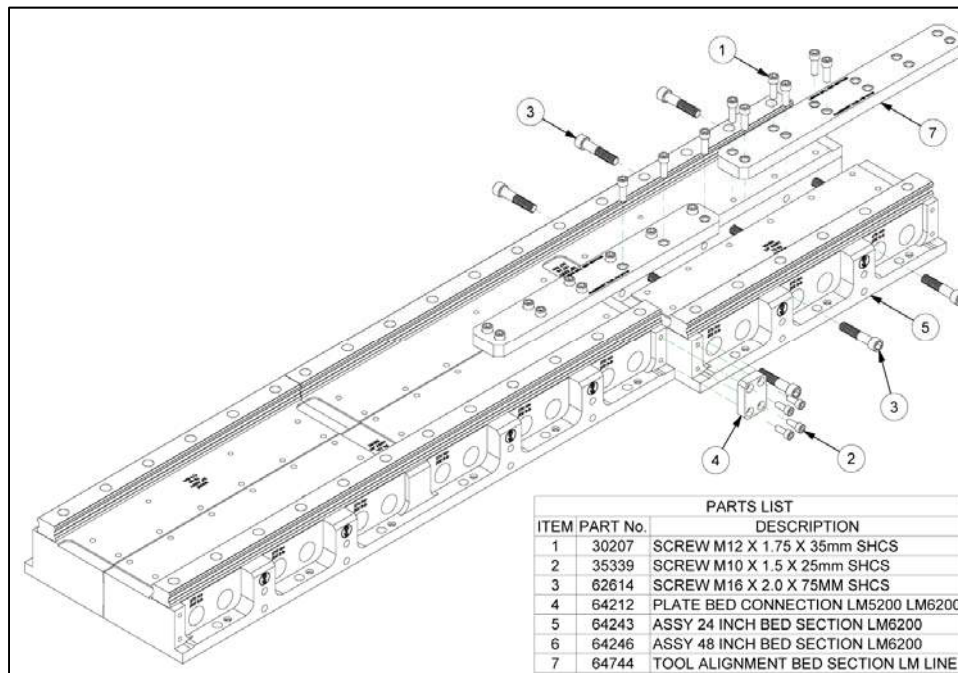 1
3
7
5
3
4
2
PARTS LIST
ITEM PART No. DESCRIPTION
1 30207 SCREW M12 X 1.75 X 35mm SHCS
2 35339 SCREW M10 X 1.5 X 25mm SHCS
3 62614 SCREW M16 X 2.0 X 75MM SHCS
4 64212 PLATE BED CONNECTION LM5200 LM6200
5 64243 ASSY 24 INCH BED SECTION LM6200
6 64246 ASSY 48 INCH BED SECTION LM6200
7 64744 TOOL ALIGNMENT BED SECTION LM LINE